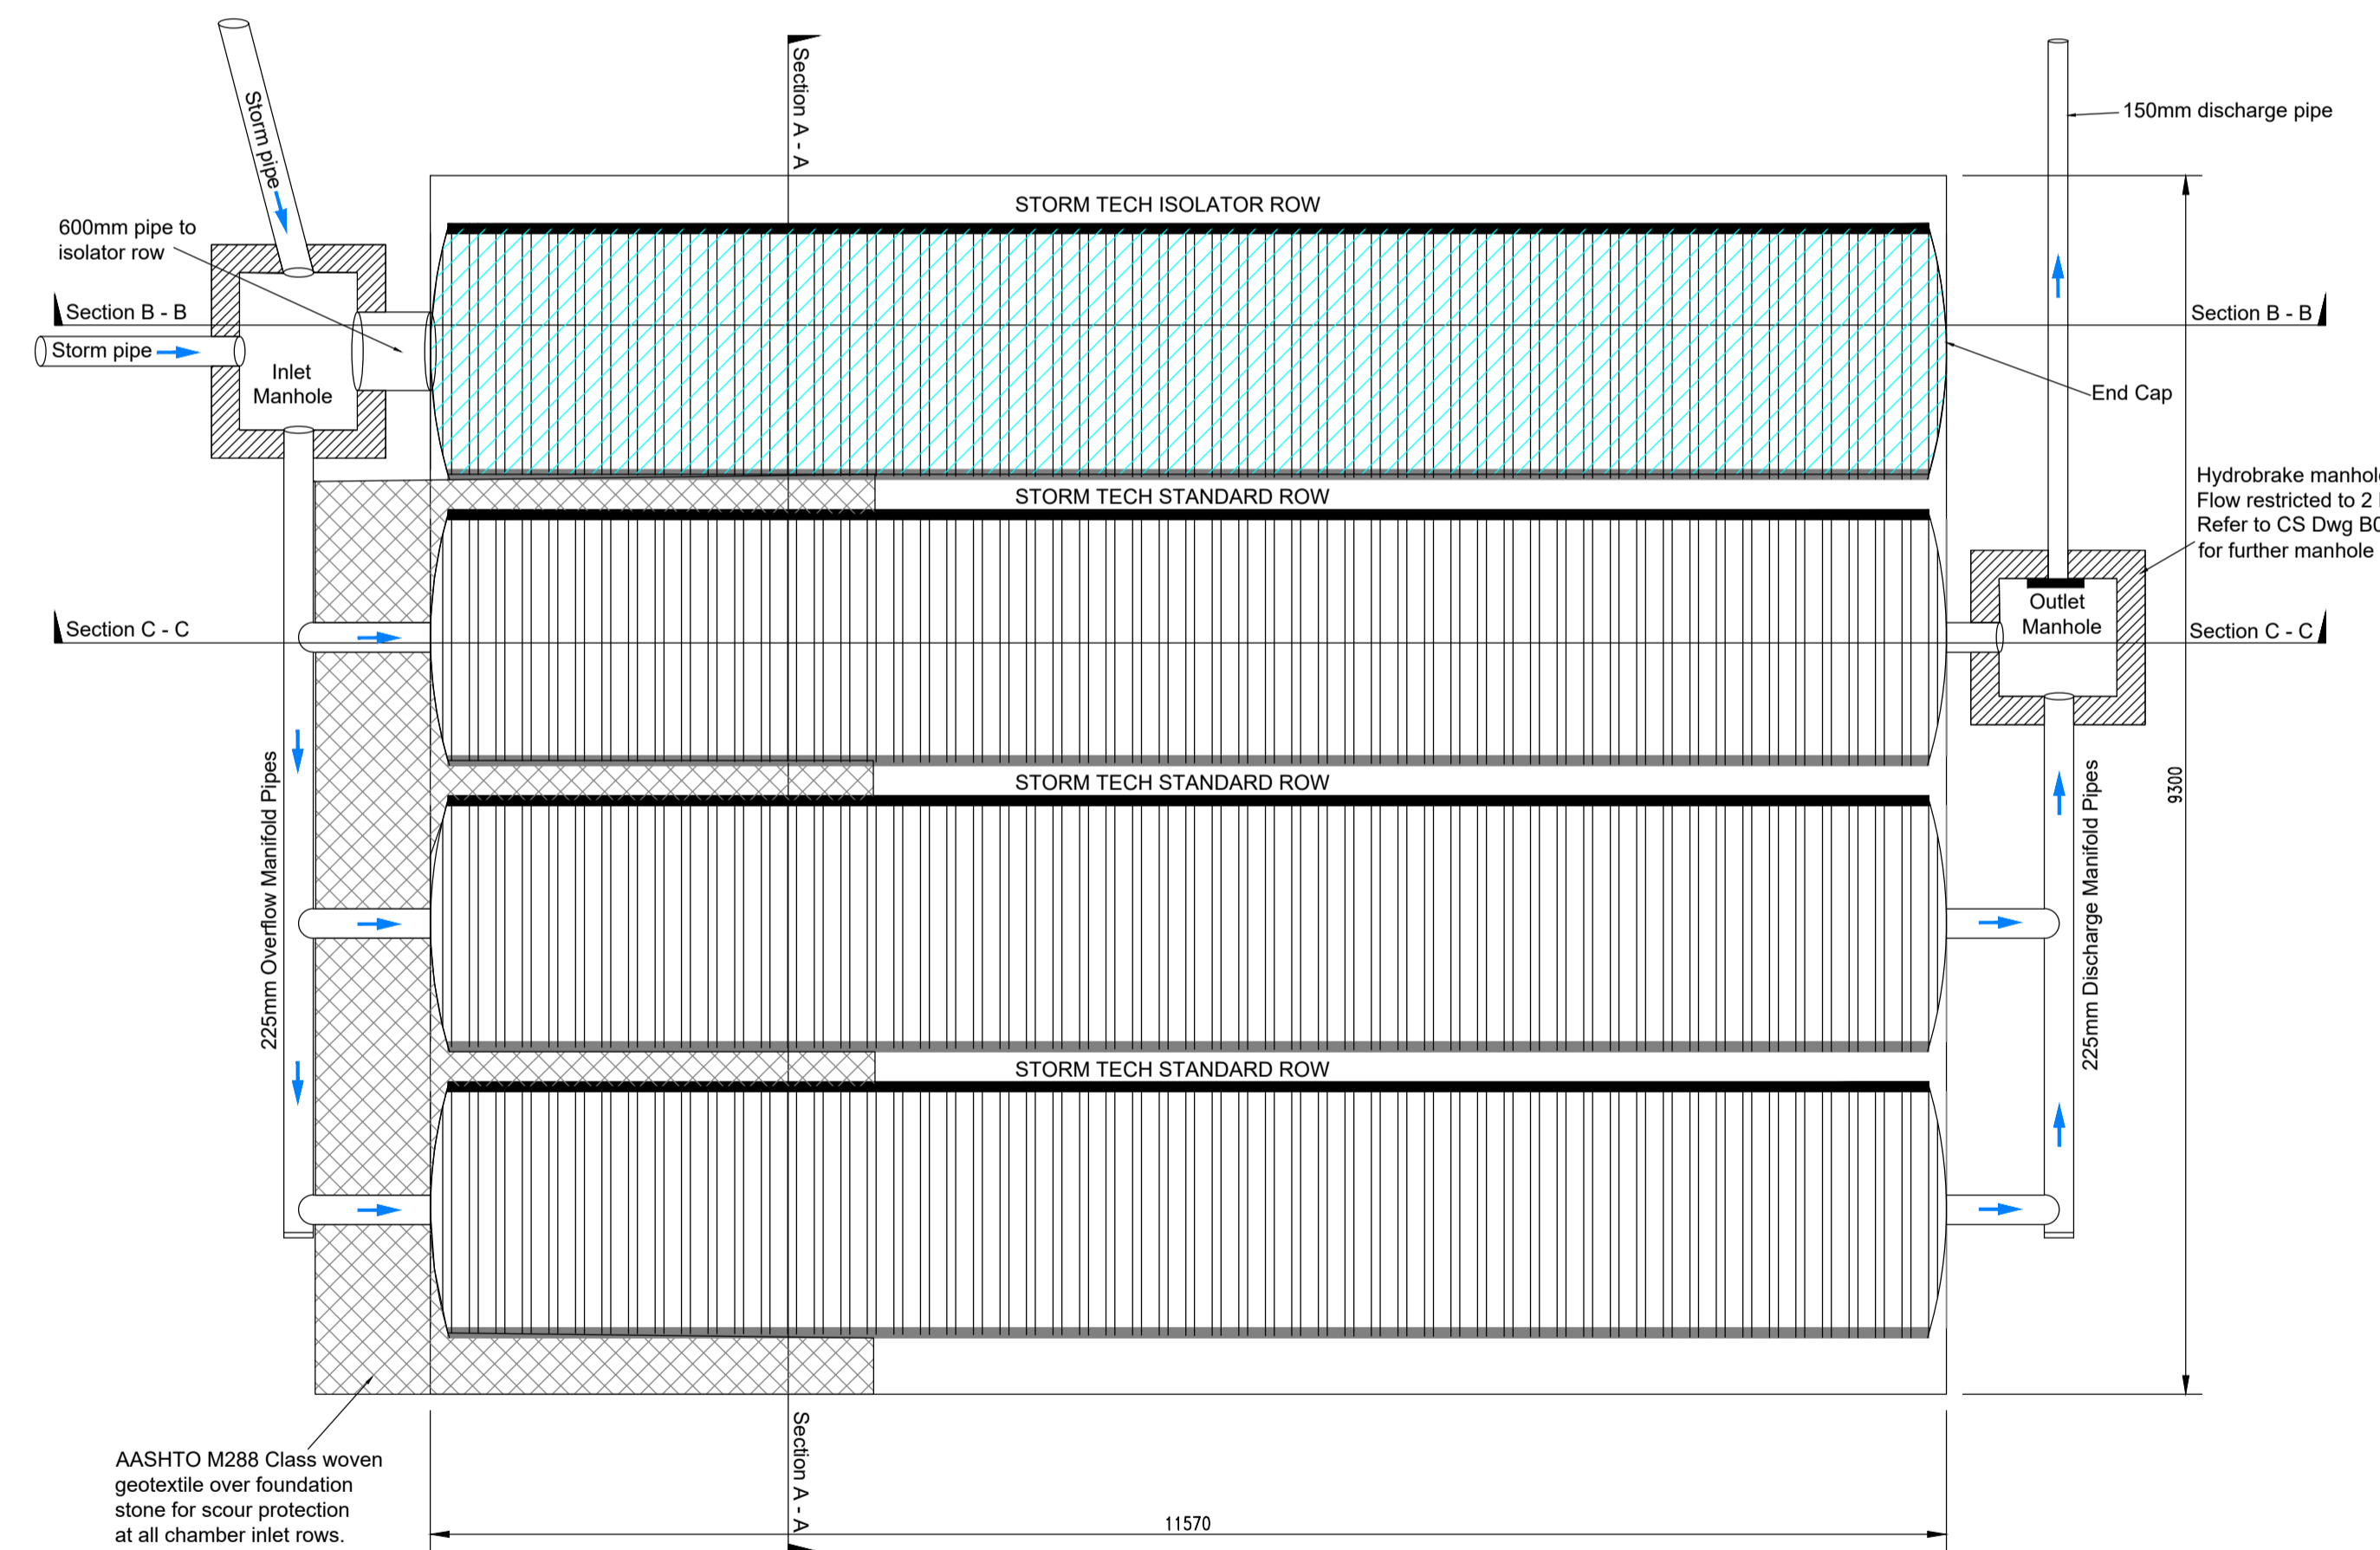 Section A - A
Storm pipe
150mm discharge pipe
STORM TECH ISOLATOR ROW
600mm pipe to
isolator row
Section B - B
Section B - B
Storm pipe
Inlet
Manhole
End Cap
STORM TECH STANDARD ROW
Hydrobrake manhole
Flow restricted to 2
Refer to CS Dwg
for further manhole
Outlet
Manhole
Section C - C
Section C - C
225mm Overflow Manifold Pipes
STORM TECH STANDARD ROW
225mm Discharge Manifold Pipes
9300
STORM TECH STANDARD ROW
AASHTO M288 Class woven
geotextile over foundation
stone for scour protection
at all chamber inlet rows.
Section A - A
11570